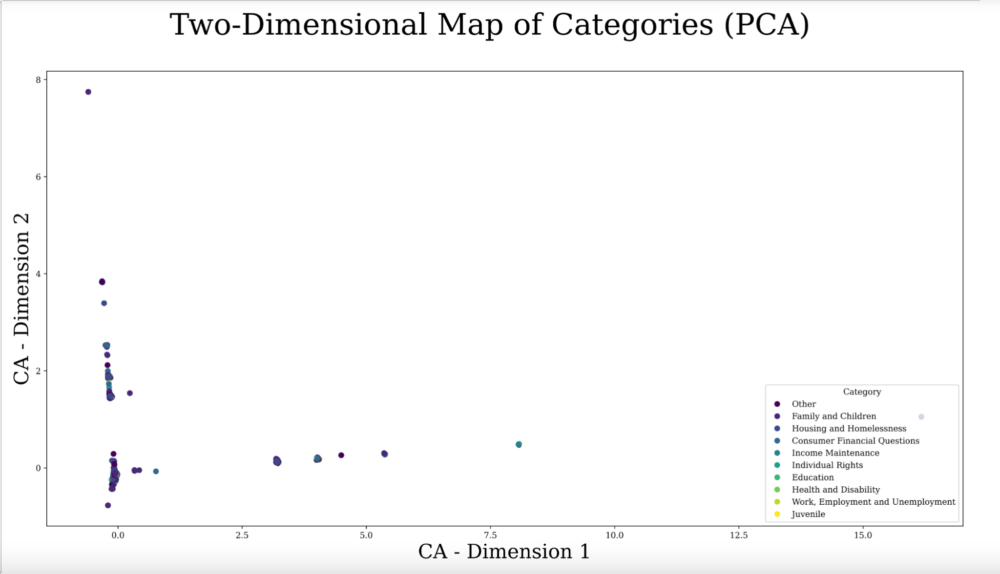 Two-Dimensional Map of Categories (PCA)
8
6
4
2
0
CA - Dimension 2
Category
Other
Family and Children
Housing and Homelessness
Consumer Financial Questions
Income Maintenance
Individual Rights
Education
Health and Disability
Work, Employment and Unemployment
Juvenile
0.0 2.5 5.0 7.5 10.0 12.5 15.0
CA - Dimension 1